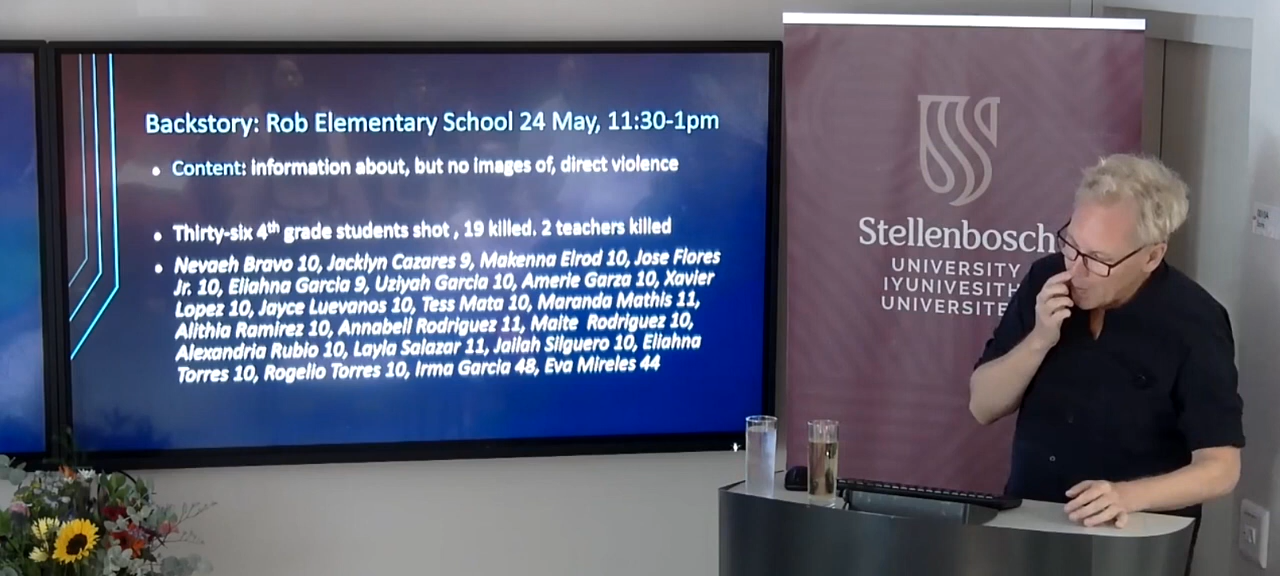 Backstory: Rob Elementary School 24 May, 11:30-1pm
• Content: information about, but no images of, direct violence
• Thirty-six 4th grade students shot , 19 killed. 2 teachers killed
• Nevaeh Bravo 10, Jacklyn Cazares 9, Makenna Elrod 10, Jose Flores
Jr. 10, Eliahna Garcia 9, Uziyah Garcia 10, Amerie Garza 10, Xavier
Lopez 10, Jayce Luevanos 10, Tess Mata 10, Maranda Mathis 11,
Alithia Ramirez 10, Annabell Rodriguez 11, Maite Rodriguez 10,
Alexandria Rubio 10, Layla Salazar 11, Jailah Silguero 10, Eliahna
Torres 10, Rogelio Torres 10, Irma Garcia 48, Eva Mireles 44
Stellenbosch
UNIVERSITY
IYUNIVESITH
UNIVERSITE